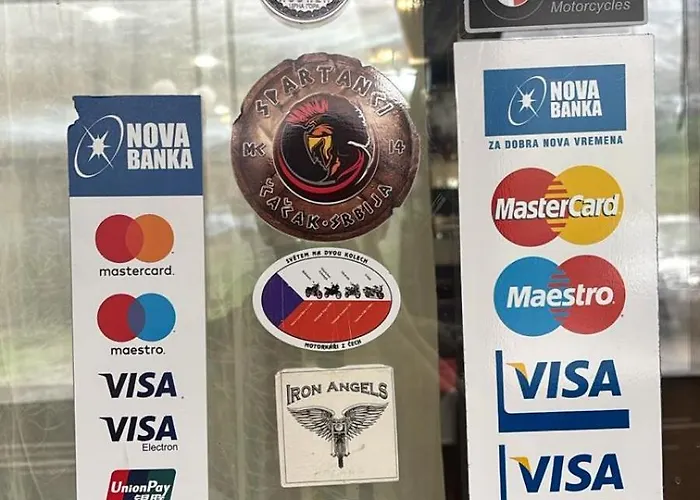 Motorcycles
NOVA
BANKA
mastercard.
maestro.
VISA
VISA
Electron
UnionPay
SPARTANCI
MC 14
ČAČAK · SRBIJA
SVĚTEM NA DVOU KOLECH
MOTORKÁŘI Z ČECH
IRON ANGELS
NOVA
BANKA
ZA DOBRA NOVA VREMENA
MasterCard
Maestro
VISA
VISA